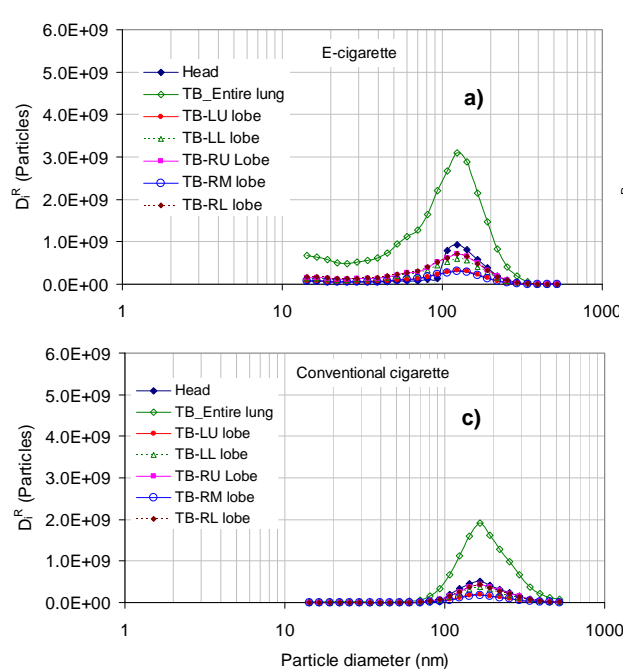 6.0E+09
5.0E+09
4.0E+09
3.0E+09
2.0E+09
1.0E+09
0.0E+00
DiR (Particles)
E-cigarette
a)
Head
TB_Entire lung
TB-LU lobe
TB-LL lobe
TB-RU Lobe
TB-RM lobe
TB-RL lobe
1 10 100 1000
6.0E+09
5.0E+09
4.0E+09
3.0E+09
2.0E+09
1.0E+09
0.0E+00
DiR (Particles)
Conventional cigarette
c)
Head
TB_Entire lung
TB-LU lobe
TB-LL lobe
TB-RU Lobe
TB-RM lobe
TB-RL lobe
1 10 100 1000
Particle diameter (nm)